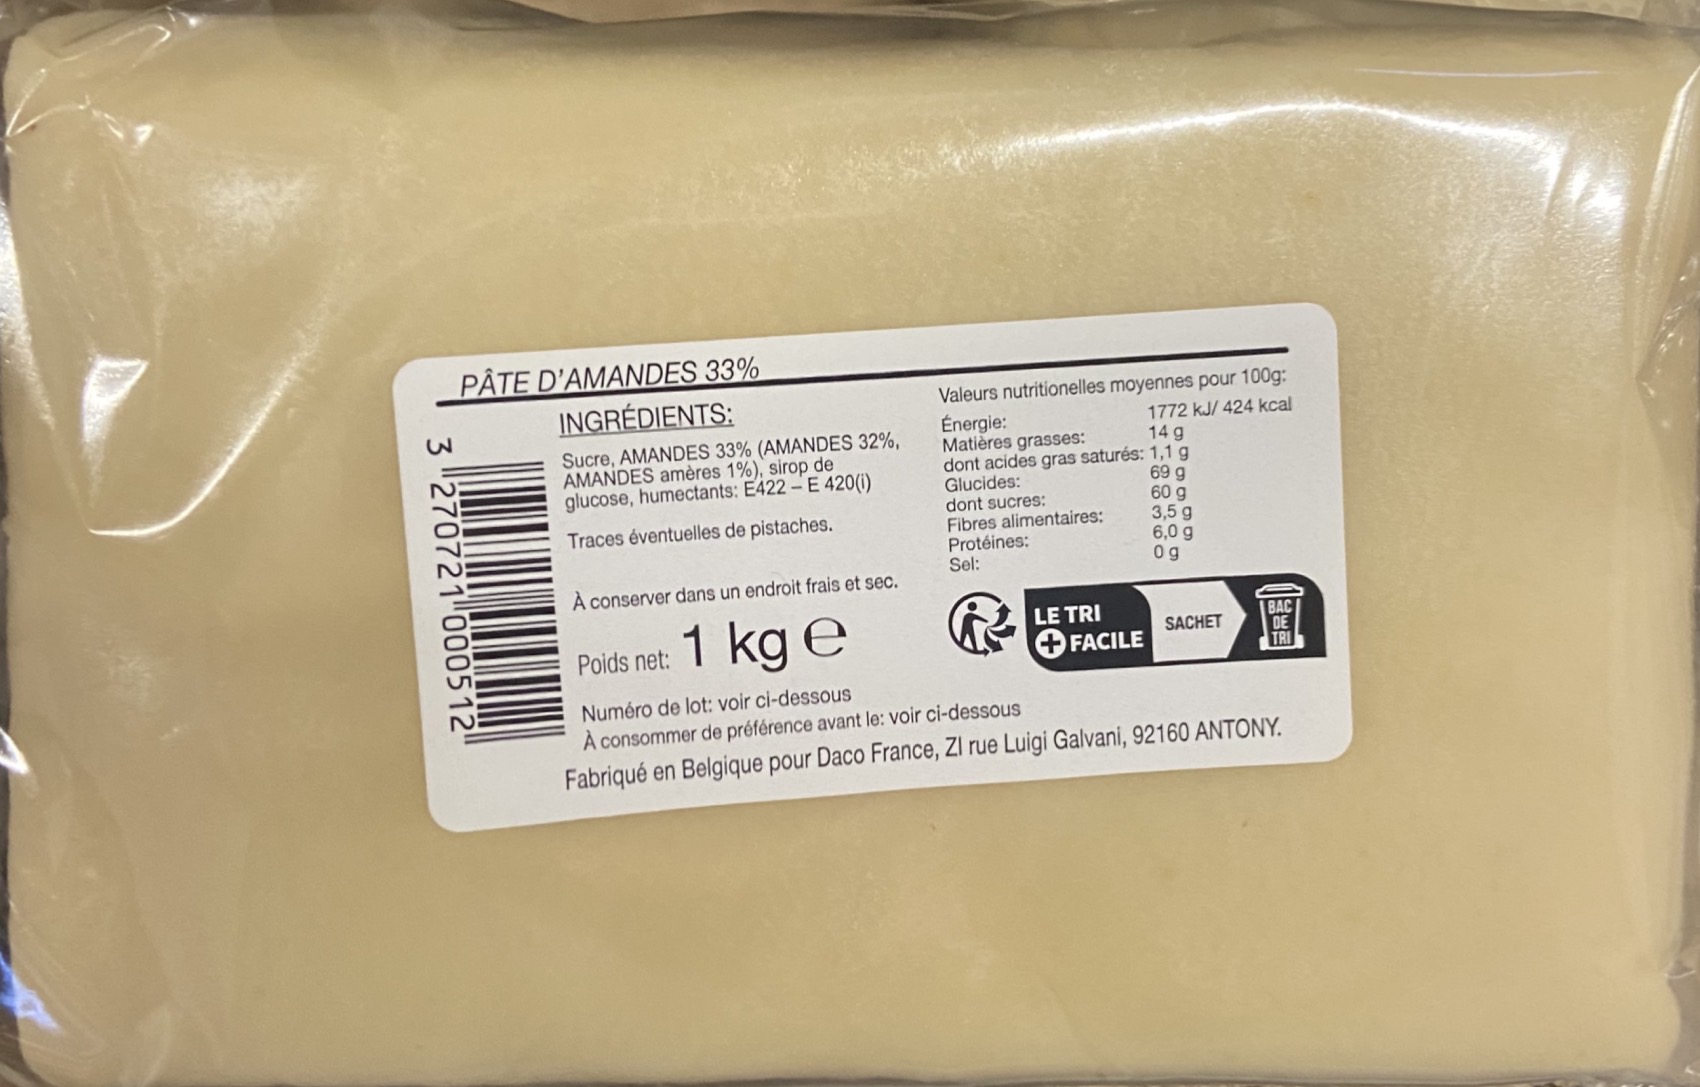 PÂTE D'AMANDES 33%
INGRÉDIENTS:
Sucre, AMANDES 33% (AMANDES 32%,
AMANDES amères 1%), sirop de
glucose, humectants: E422 – E 420(i)
Traces éventuelles de pistaches.
À conserver dans un endroit frais et sec.
Poids net: 1 kg e
Numéro de lot: voir ci-dessous
À consommer de préférence avant le: voir ci-dessous
Fabriqué en Belgique pour Daco France, ZI rue Luigi Galvani, 92160 ANTONY.
Valeurs nutritionelles moyennes pour 100g:
Énergie: 1772 kJ/ 424 kcal
Matières grasses: 14 g
dont acides gras saturés: 1,1 g
Glucides: 69 g
dont sucres: 60 g
Fibres alimentaires: 3,5 g
Protéines: 6,0 g
Sel: 0 g
LE TRI
+ FACILE
SACHET
BAC
DE
TRI
3 270721 000512